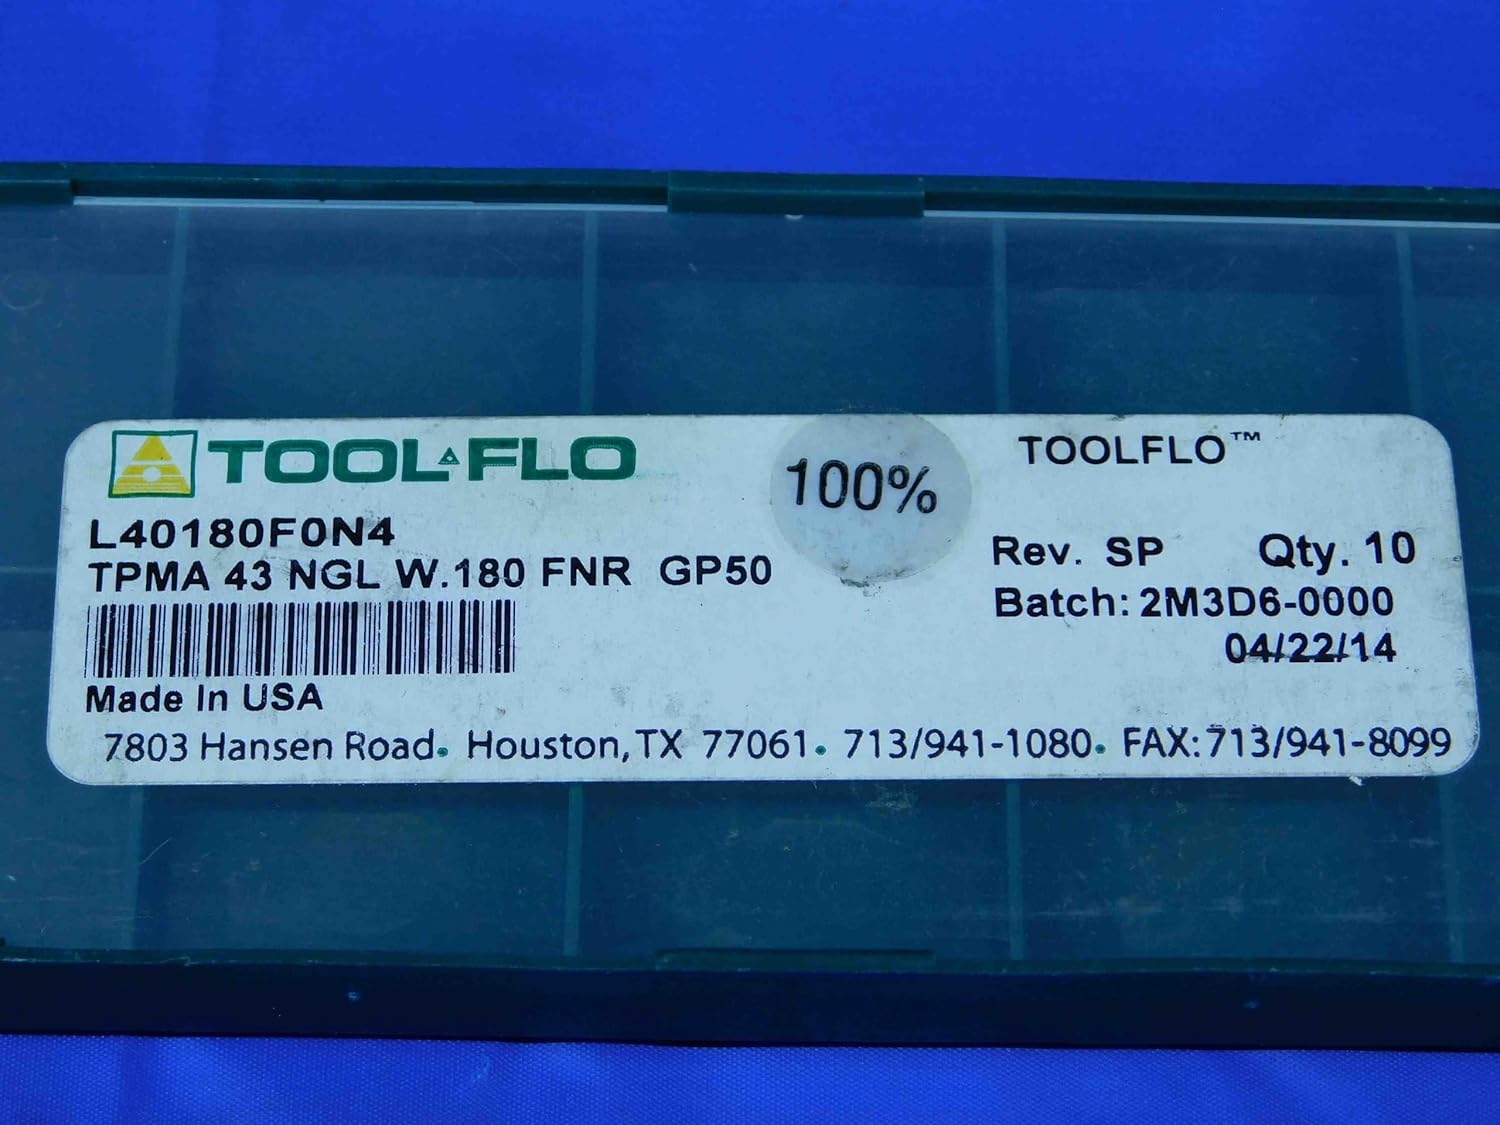 TOOL FLO
L40180F0N4
TPMA 43 NGL W.180 FNR GP50
Made In USA
100%
TOOLFLO™
Rev. SP Qty. 10
Batch: 2M3D6-0000
04/22/14
7803 Hansen Road• Houston, TX 77061• 713/941-1080• FAX: 713/941-8099